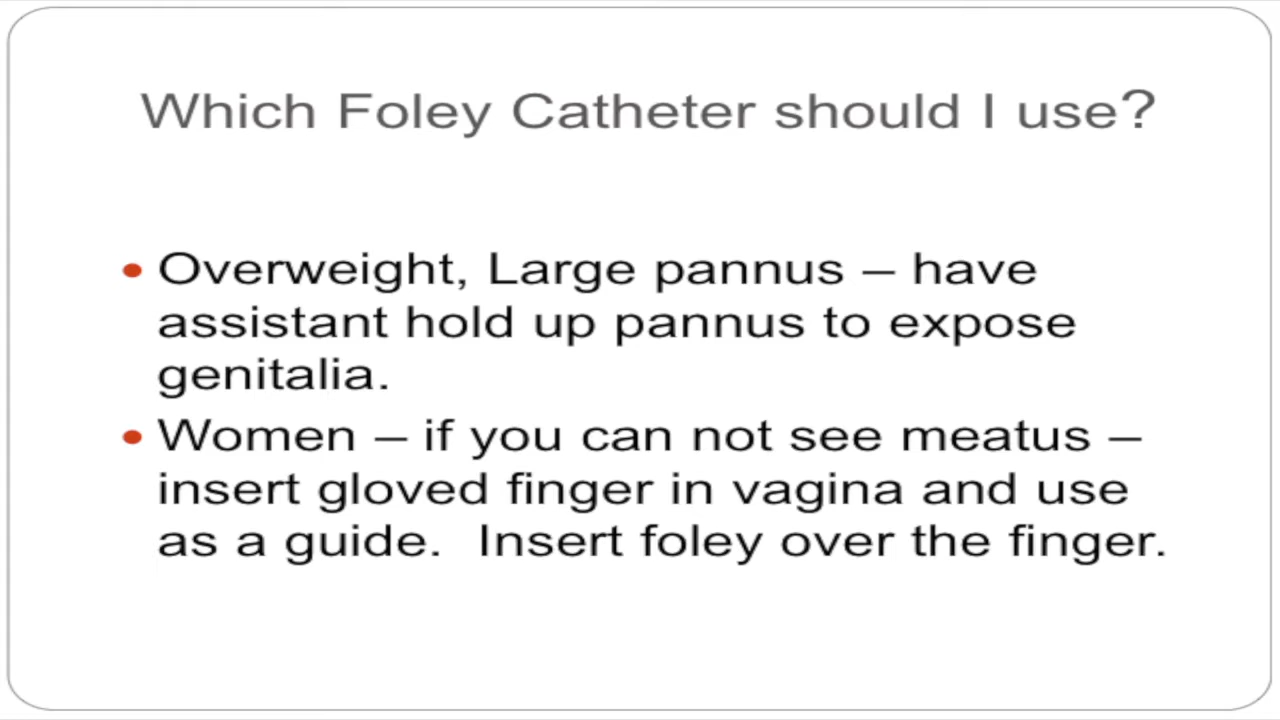 Which Foley Catheter should I use?
• Overweight, Large pannus – have
assistant hold up pannus to expose
genitalia.
• Women – if you can not see meatus –
insert gloved finger in vagina and use
as a guide.  Insert foley over the finger.